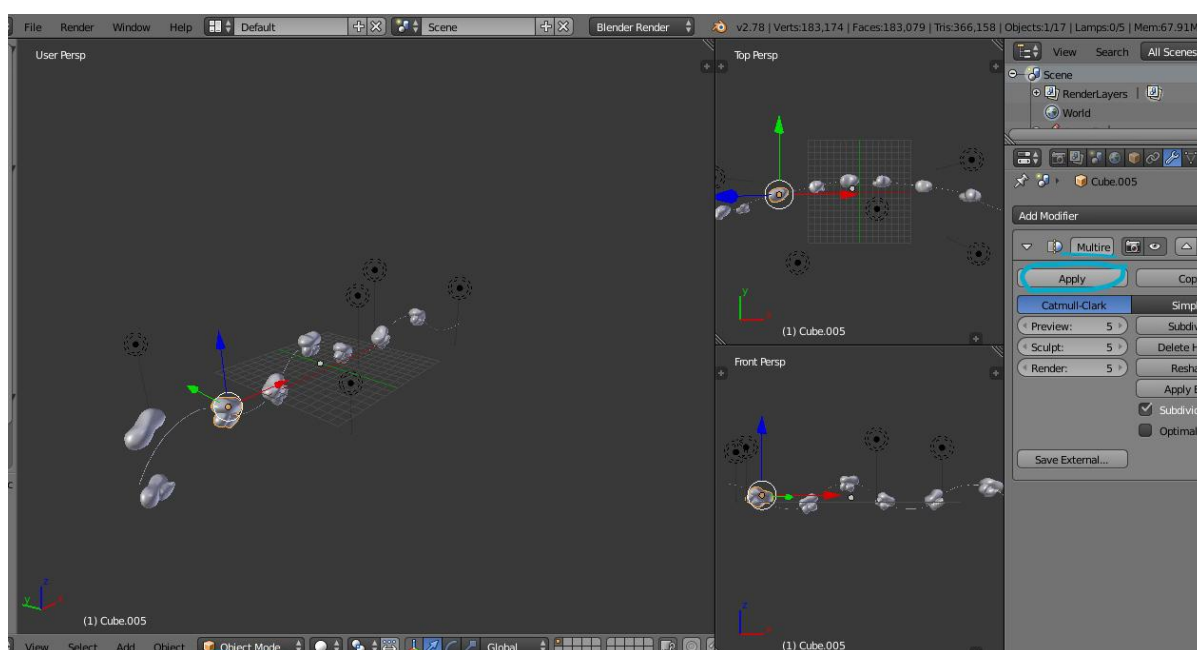 File Render Window Help Default Scene Blender Render v2.78 | Verts:183,174 | Faces:183,079 | Tris:366,158 | Objects:1/17 | Lamps:0/5 | Mem:67.91M
User Persp
Top Persp
View Search All Scenes
Scene
RenderLayers |
World
Cube.005
Add Modifier
Multire
Apply Cop
Catmull-Clark Simpl
Preview: 5 Subdiv
Sculpt: 5 Delete H
Render: 5 Resha
Apply B
Subdivid
Optimal
Save External...
y
(1) Cube.005
Front Persp
z
y
(1) Cube.005
z
(1) Cube.005
View Select Add Object Object Mode Global